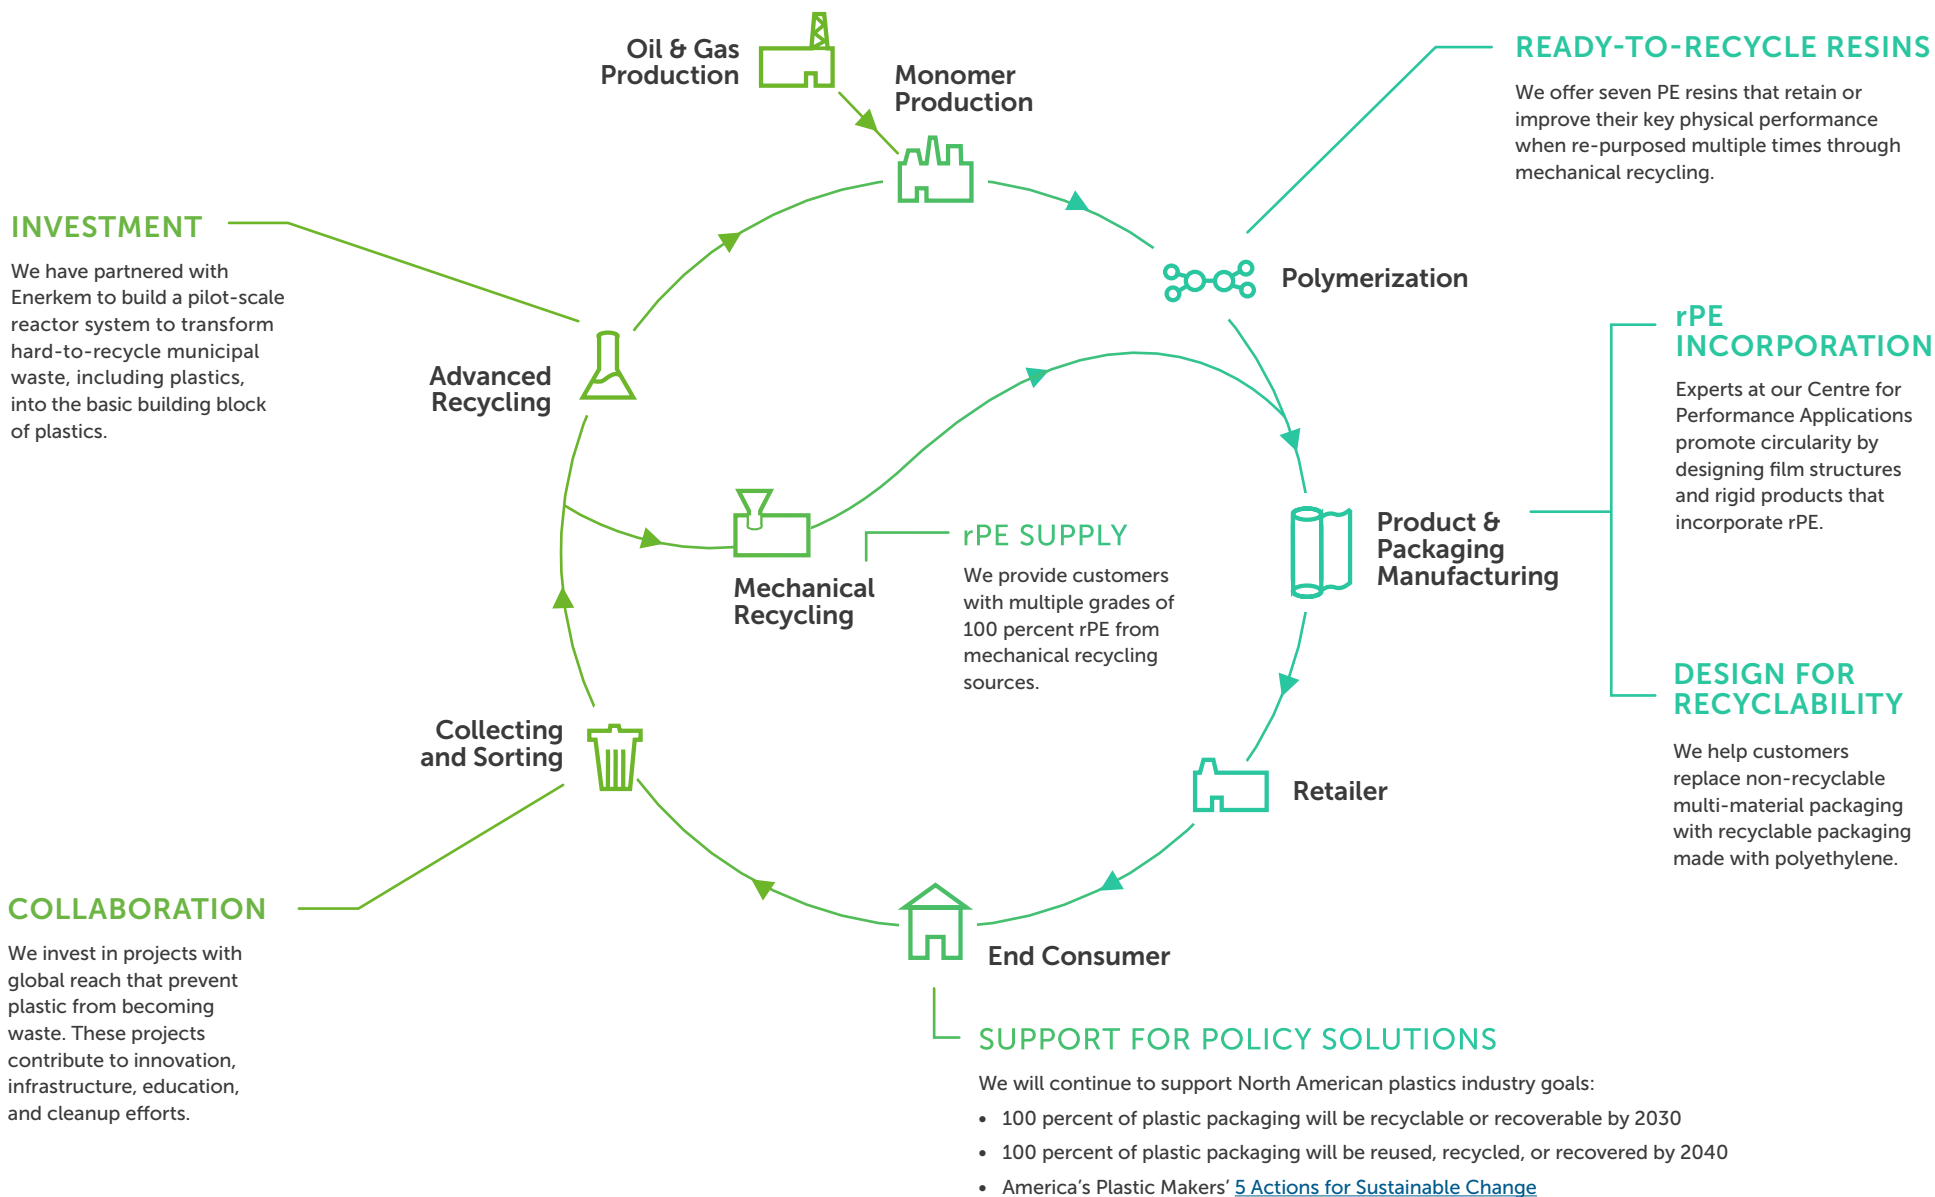 Oil & Gas
Production
Monomer
Production
READY-TO-RECYCLE RESINS
We offer seven PE resins that retain or
improve their key physical performance
when re-purposed multiple times through
mechanical recycling.
INVESTMENT
We have partnered with
Enerkem to build a pilot-scale
reactor system to transform
hard-to-recycle municipal
waste, including plastics,
into the basic building block
of plastics.
Polymerization
rPE
INCORPORATION
Experts at our Centre for
Performance Applications
promote circularity by
designing film structures
and rigid products that
incorporate rPE.
Advanced
Recycling
Product &
Packaging
Manufacturing
rPE SUPPLY
We provide customers
with multiple grades of
100 percent rPE from
mechanical recycling
sources.
Mechanical
Recycling
DESIGN FOR
RECYCLABILITY
We help customers
replace non-recyclable
multi-material packaging
with recyclable packaging
made with polyethylene.
Collecting
and Sorting
Retailer
COLLABORATION
We invest in projects with
global reach that prevent
plastic from becoming
waste. These projects
contribute to innovation,
infrastructure, education,
and cleanup efforts.
End Consumer
SUPPORT FOR POLICY SOLUTIONS
We will continue to support North American plastics industry goals:
• 100 percent of plastic packaging will be recyclable or recoverable by 2030
• 100 percent of plastic packaging will be reused, recycled, or recovered by 2040
• America’s Plastic Makers’ 5 Actions for Sustainable Change